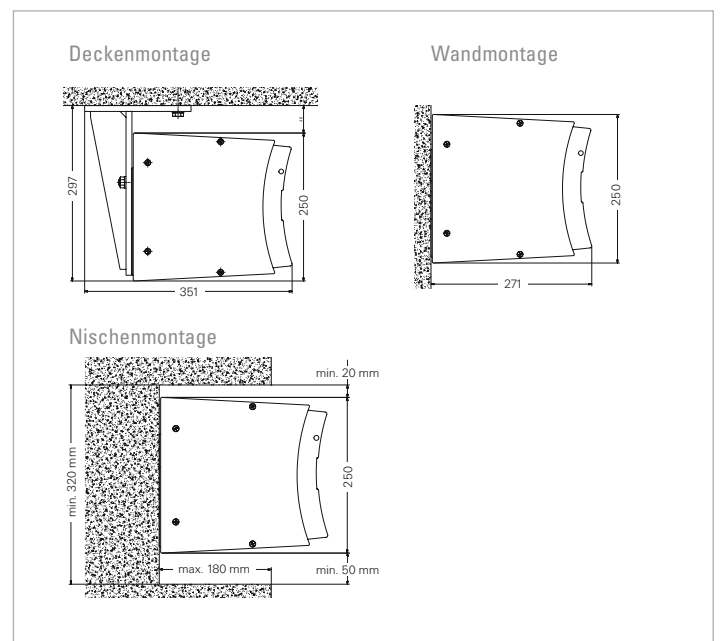 Deckenmontage
297
250
351
Wandmontage
250
271
Nischenmontage
min. 20 mm
min. 320 mm
250
max. 180 mm
min. 50 mm